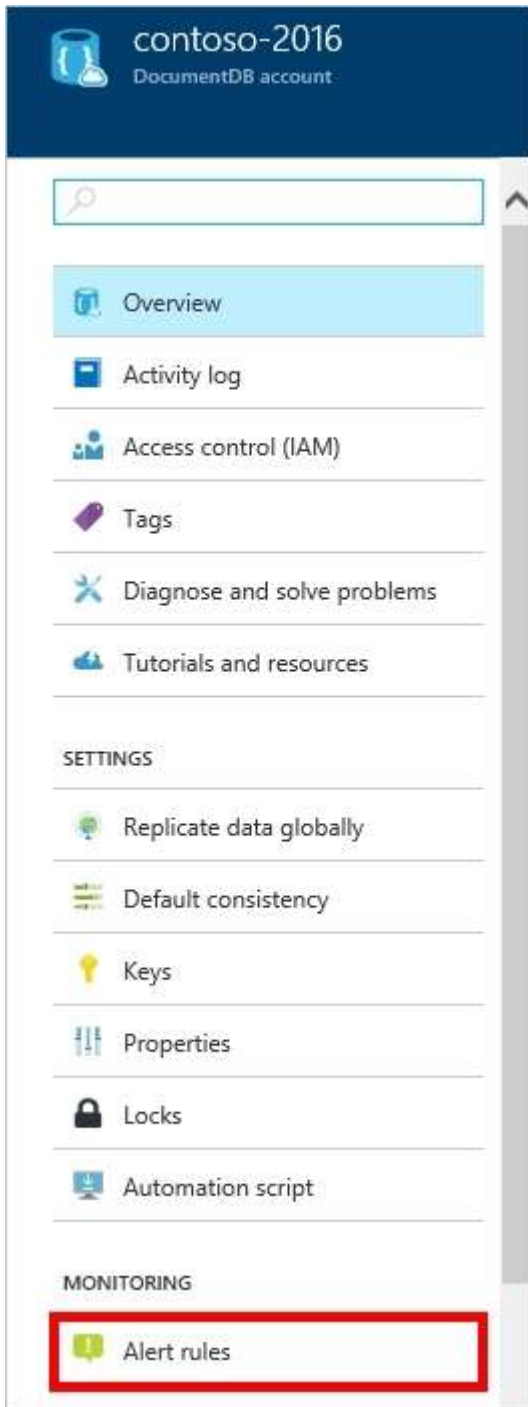 contoso-2016
DocumentDB account
Overview
Activity log
Access control (IAM)
Tags
Diagnose and solve problems
Tutorials and resources
SETTINGS
Replicate data globally
Default consistency
Keys
Properties
Locks
Automation script
MONITORING
Alert rules